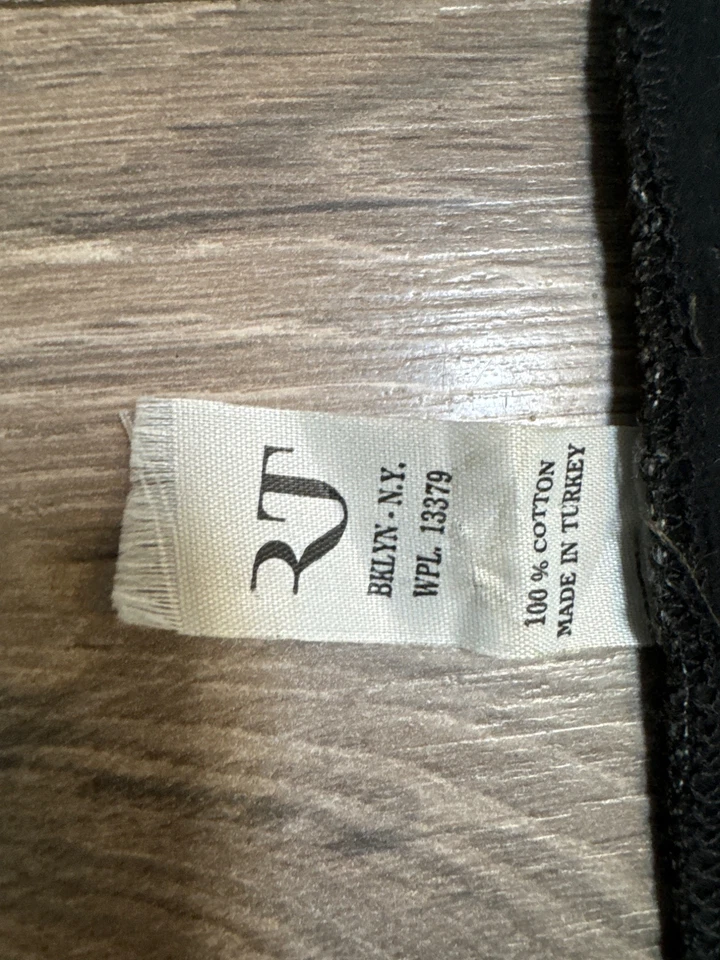 RT
BKLYN - N.Y.
WPL. 13379
100 % COTTON
MADE IN TURKEY